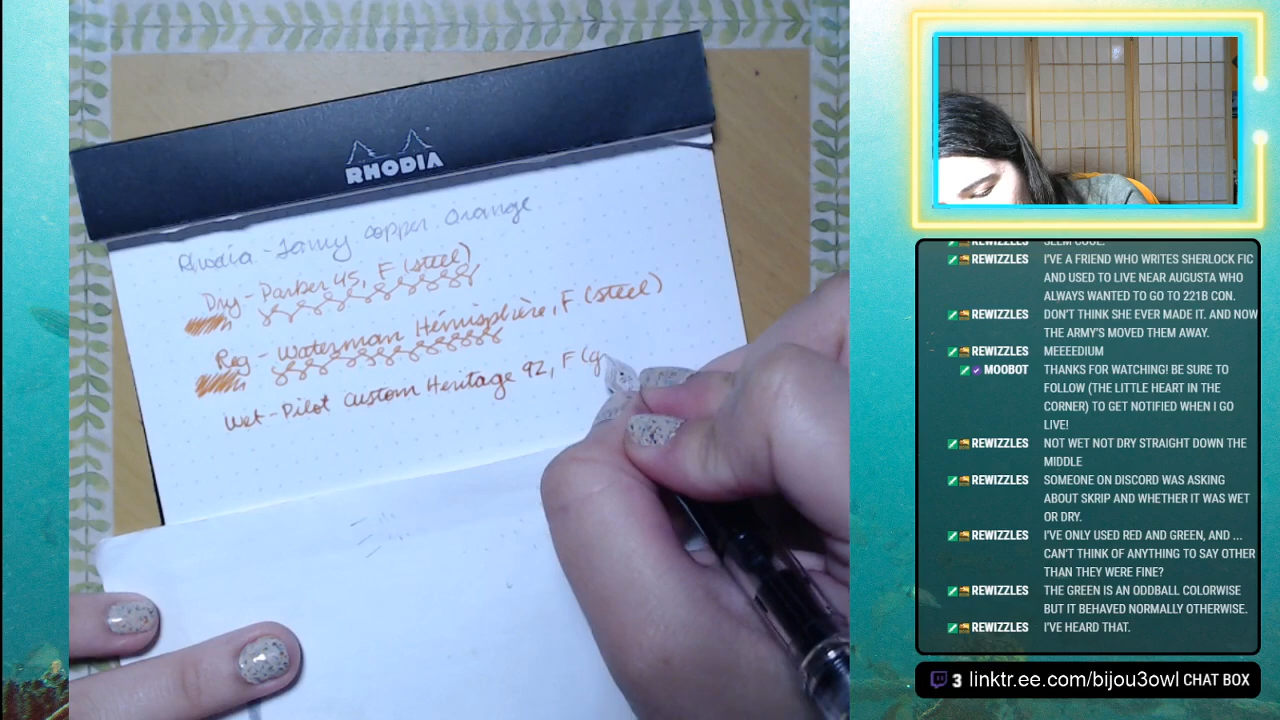 RHODIA
Rhodia - Lamy Copper Orange
Dry - Parker 45, F (steel)
Reg - Waterman Hémisphère, F (steel)
Wet - Pilot Custom Heritage 92, F (g
REWIZZLES SEEM COOL.
REWIZZLES I'VE A FRIEND WHO WRITES SHERLOCK FIC
AND USED TO LIVE NEAR AUGUSTA WHO
ALWAYS WANTED TO GO TO 221B CON.
REWIZZLES DON'T THINK SHE EVER MADE IT. AND NOW
THE ARMY'S MOVED THEM AWAY.
REWIZZLES MEEEEDIUM
MOOBOT THANKS FOR WATCHING! BE SURE TO
FOLLOW (THE LITTLE HEART IN THE
CORNER) TO GET NOTIFIED WHEN I GO
LIVE!
REWIZZLES NOT WET NOT DRY STRAIGHT DOWN THE
MIDDLE
REWIZZLES SOMEONE ON DISCORD WAS ASKING
ABOUT SKRIP AND WHETHER IT WAS WET
OR DRY.
REWIZZLES I'VE ONLY USED RED AND GREEN, AND ...
CAN'T THINK OF ANYTHING TO SAY OTHER
THAN THEY WERE FINE?
REWIZZLES THE GREEN IS AN ODDBALL COLORWISE
BUT IT BEHAVED NORMALLY OTHERWISE.
REWIZZLES I'VE HEARD THAT.
3 linktr.ee.com/bijou3owl CHAT BOX